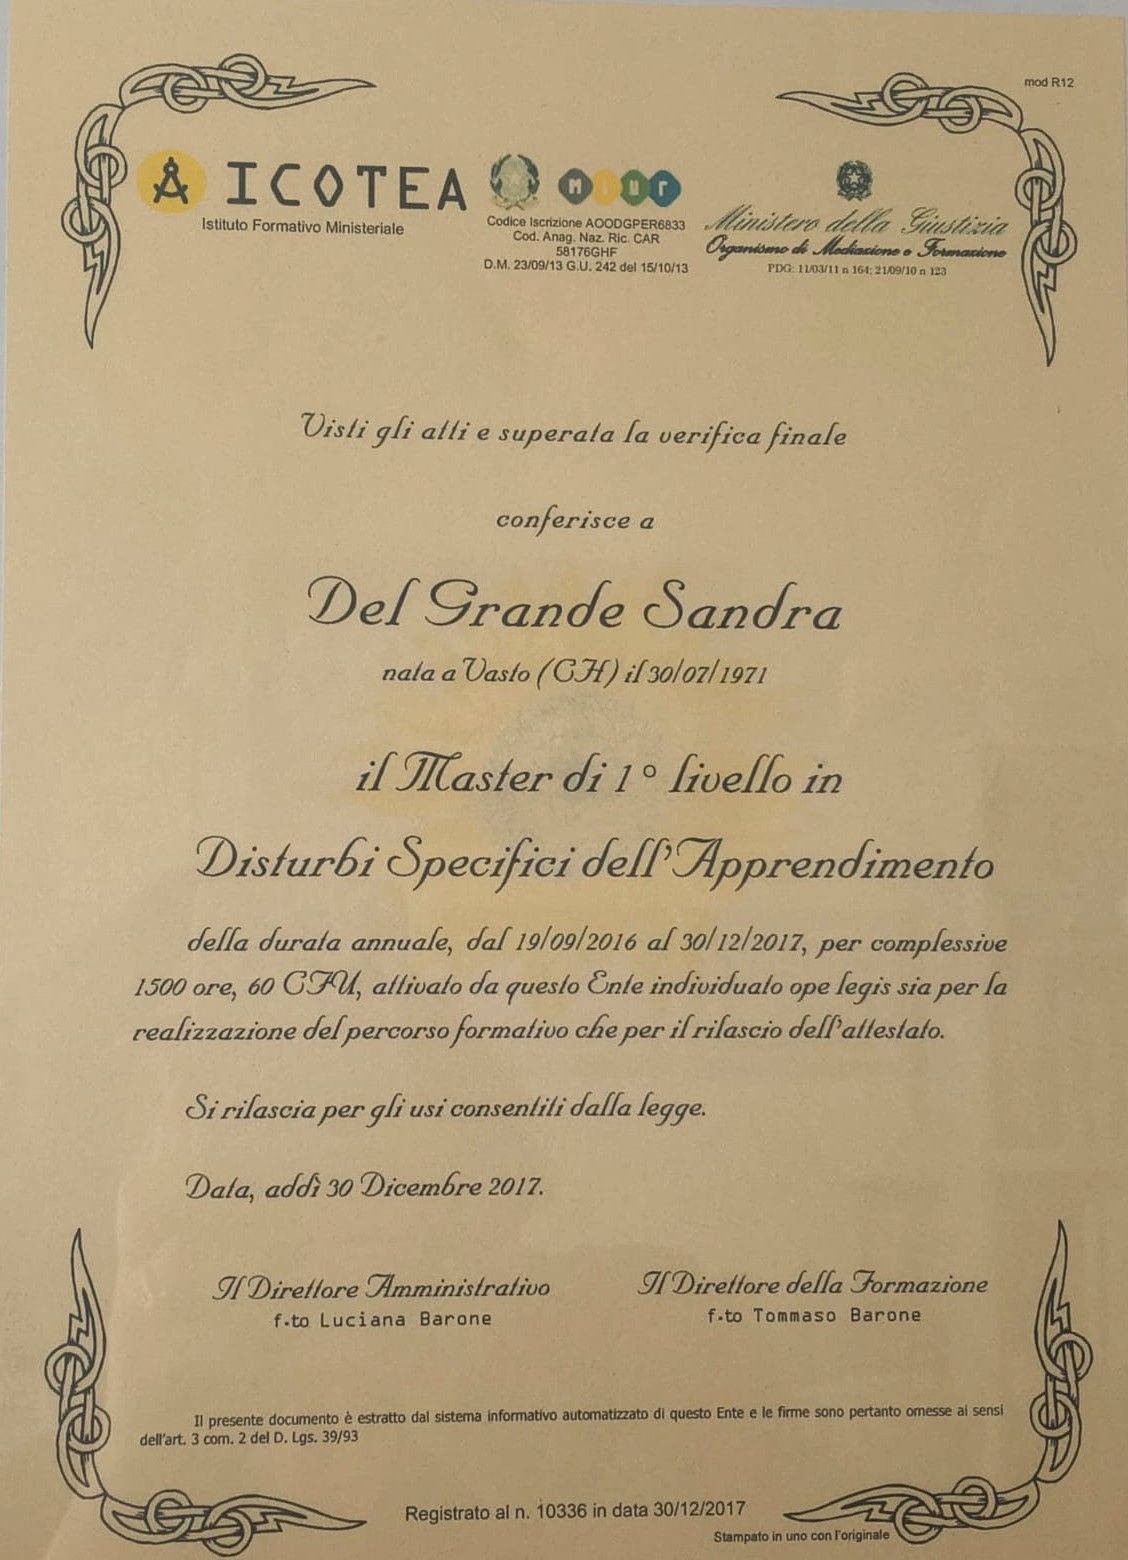 mod R12
ICOTEA
Istituto Formativo Ministeriale
MIUR
Codice Iscrizione AOODGPER6833
Cod. Anag. Naz. Ric. CAR
58176GHF
D.M. 23/09/13 G.U. 242 del 15/10/13
Ministero della Giustizia
Organismo di Mediazione e Formazione
PDG: 11/03/11 n 164; 21/09/10 n 123
Visti gli atti e superata la verifica finale
conferisce a
Del Grande Sandra
nata a Vasto (CH) il 30/07/1971
il Master di 1° livello in
Disturbi Specifici dell'Apprendimento
della durata annuale, dal 19/09/2016 al 30/12/2017, per complessive
1500 ore, 60 CFU, attivato da questo Ente individuato ope legis sia per la
realizzazione del percorso formativo che per il rilascio dell'attestato.
Si rilascia per gli usi consentiti dalla legge.
Data, addì 30 Dicembre 2017.
Il Direttore Amministrativo
f.to Luciana Barone
Il Direttore della Formazione
f.to Tommaso Barone
Il presente documento è estratto dal sistema informativo automatizzato di questo Ente e le firme sono pertanto omesse ai sensi
dell'art. 3 com. 2 del D. Lgs. 39/93
Registrato al n. 10336 in data 30/12/2017
Stampato in uno con l'originale